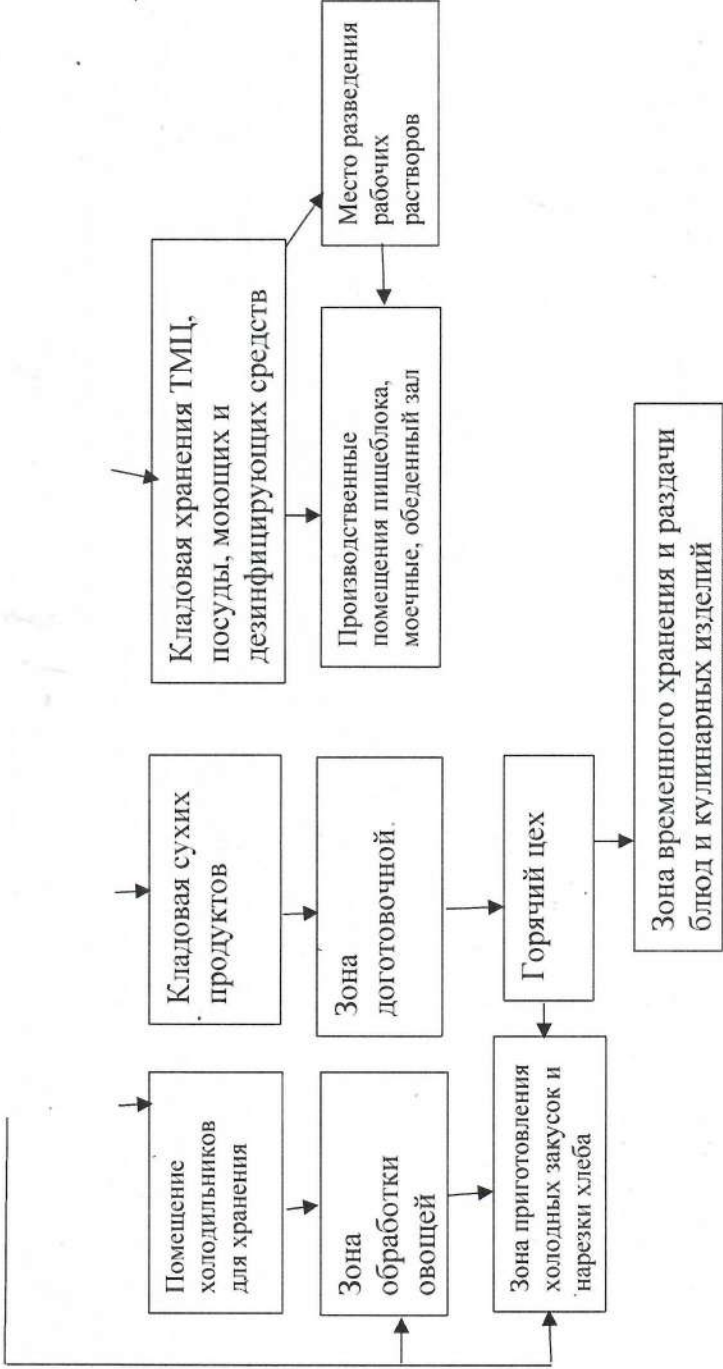 Помещение
холодильников
для хранения
Кладовая сухих
продуктов
Кладовая хранения ТМЦ,
посуды, моющих и
дезинфицирующих средств
Зона
обработки
овощей
Зона
доготовочной.
Производственные
помещения пищеблока,
моечные, обеденный зал
Место разведения
рабочих
растворов
Зона приготовления
холодных закусок и
нарезки хлеба
Горячий цех
Зона временного хранения и раздачи
блюд и кулинарных изделий